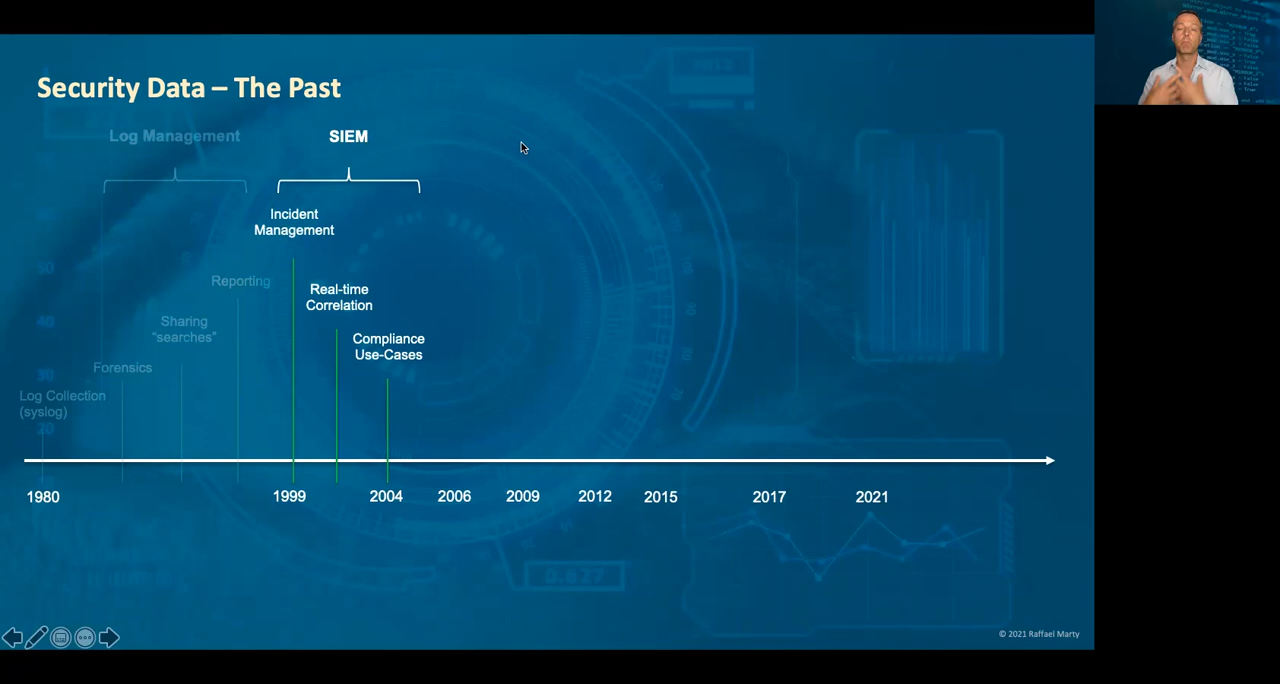 Security Data – The Past
Log Management
SIEM
Incident
Management
Reporting
Real-time
Correlation
Sharing
“searches”
Compliance
Use-Cases
Forensics
Log Collection
(syslog)
1980
1999
2004
2006
2009
2012
2015
2017
2021
© 2021 Raffael Marty